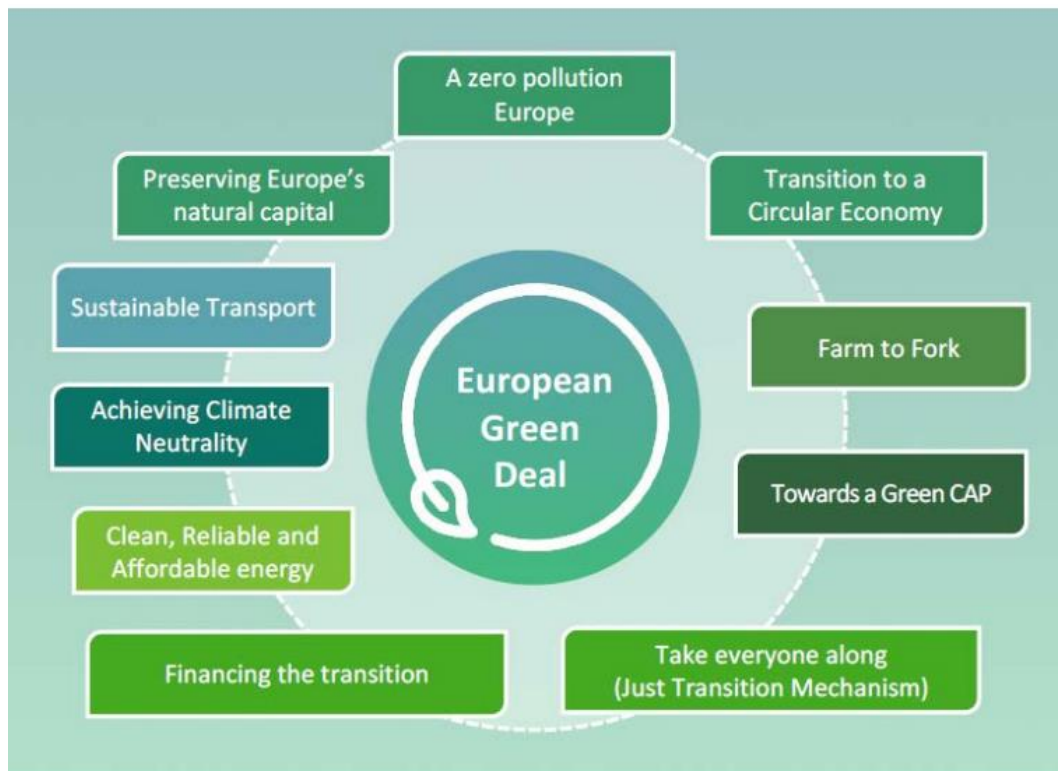 A zero pollution
Europe
Preserving Europe's
natural capital
Transition to a
Circular Economy
Sustainable Transport
Farm to Fork
European
Green
Deal
Achieving Climate
Neutrality
Towards a Green CAP
Clean, Reliable and
Affordable energy
Financing the transition
Take everyone along
(Just Transition Mechanism)